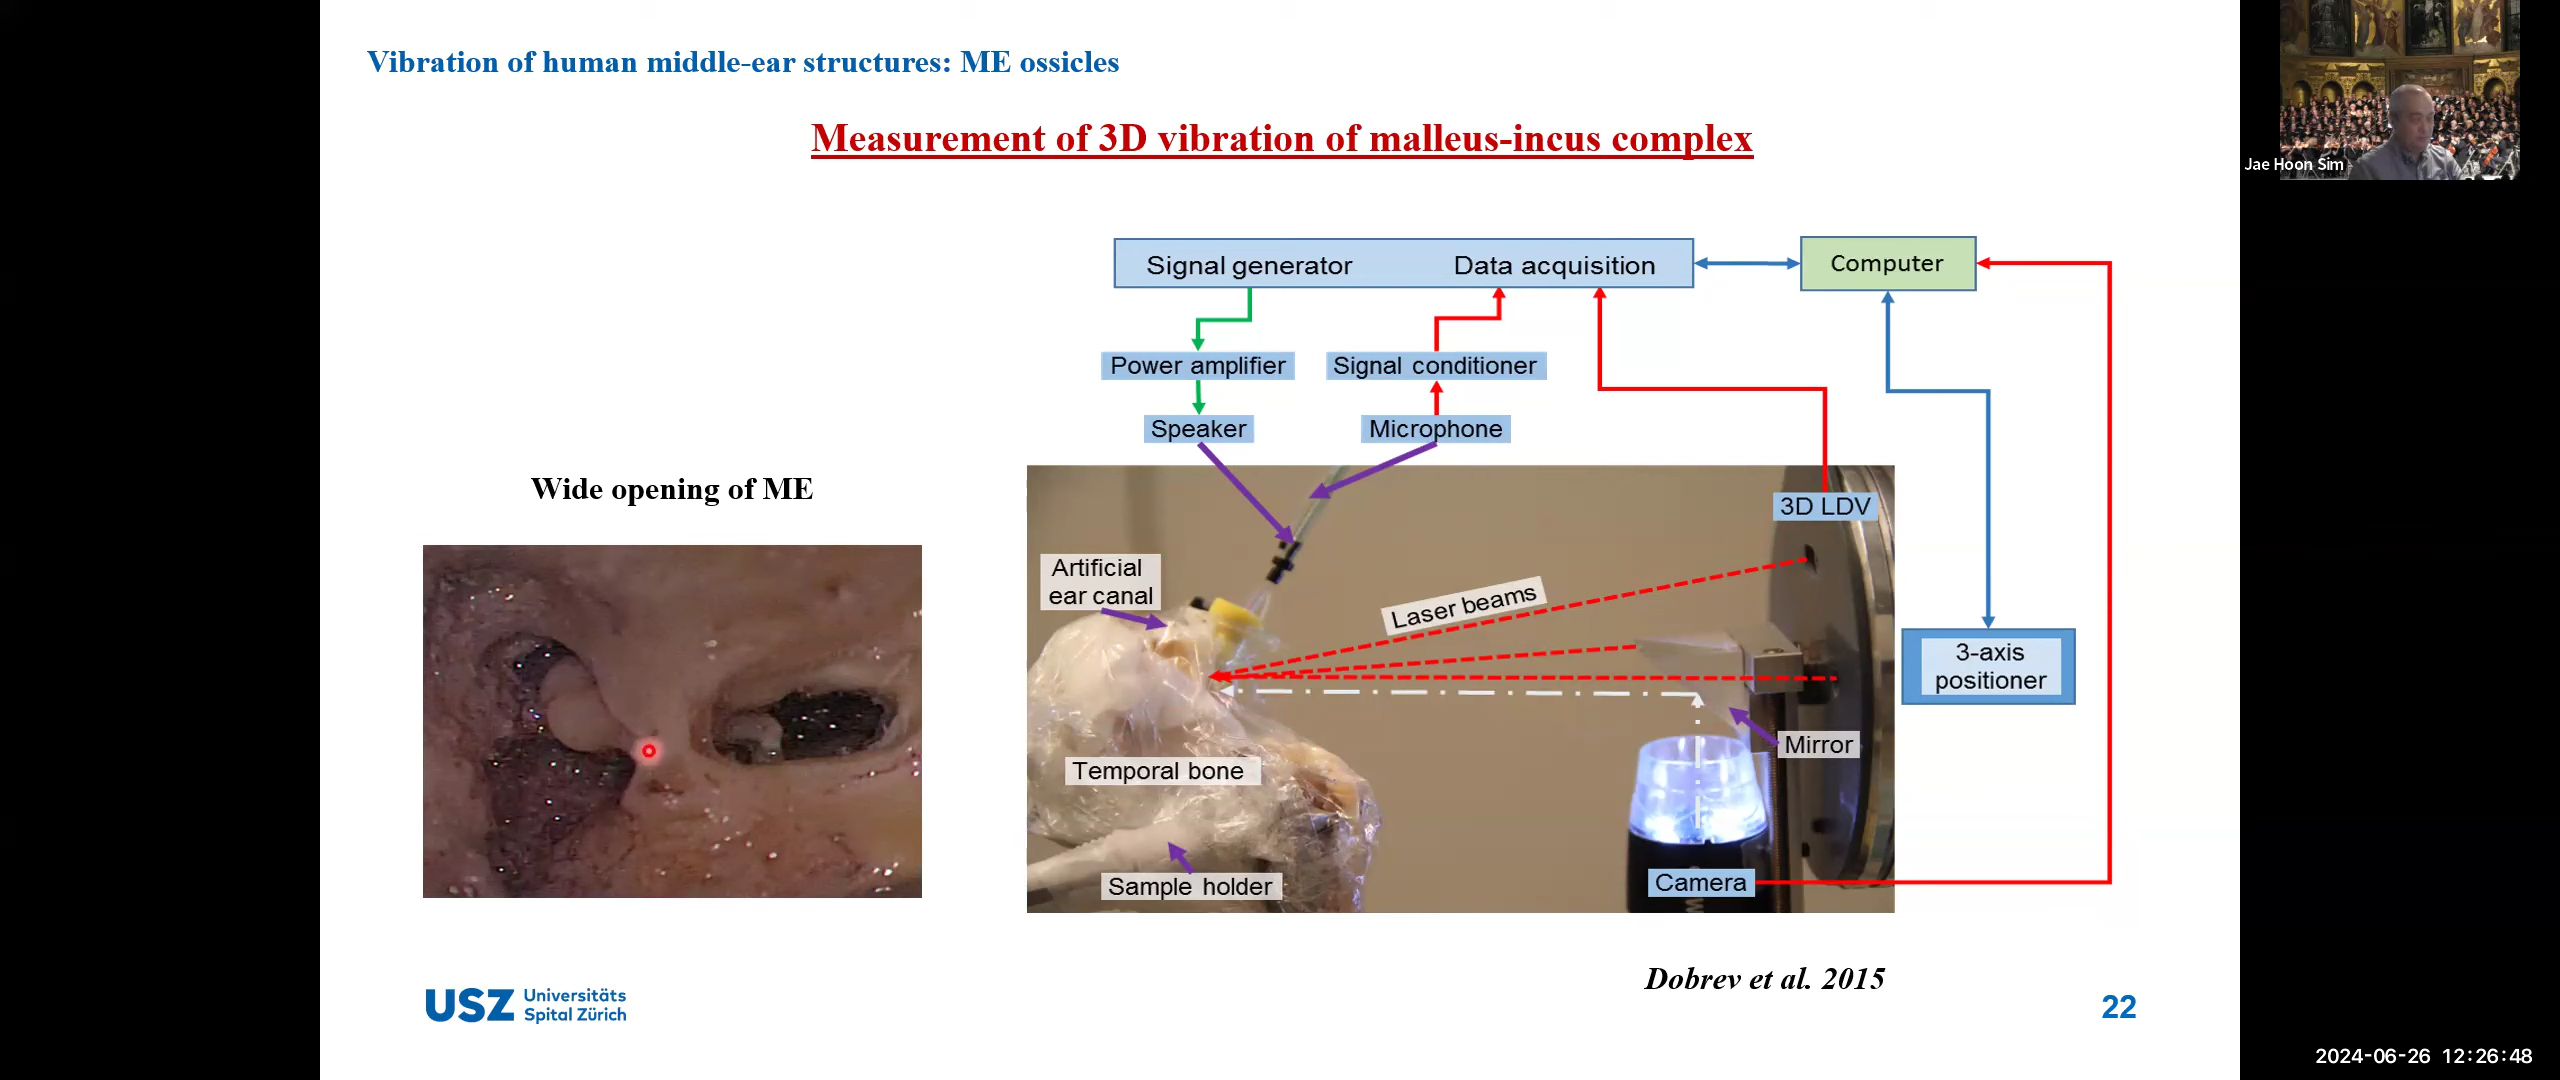 Vibration of human middle-ear structures: ME ossicles
Measurement of 3D vibration of malleus-incus complex
Jae Hoon Sim
Signal generator
Data acquisition
Computer
Power amplifier
Signal conditioner
Speaker
Microphone
Wide opening of ME
3D LDV
Artificial
ear canal
Laser beams
3-axis
positioner
Mirror
Temporal bone
Sample holder
Camera
Dobrev et al. 2015
USZ Universitäts
Spital Zürich
22
2024-06-26 12:26:48